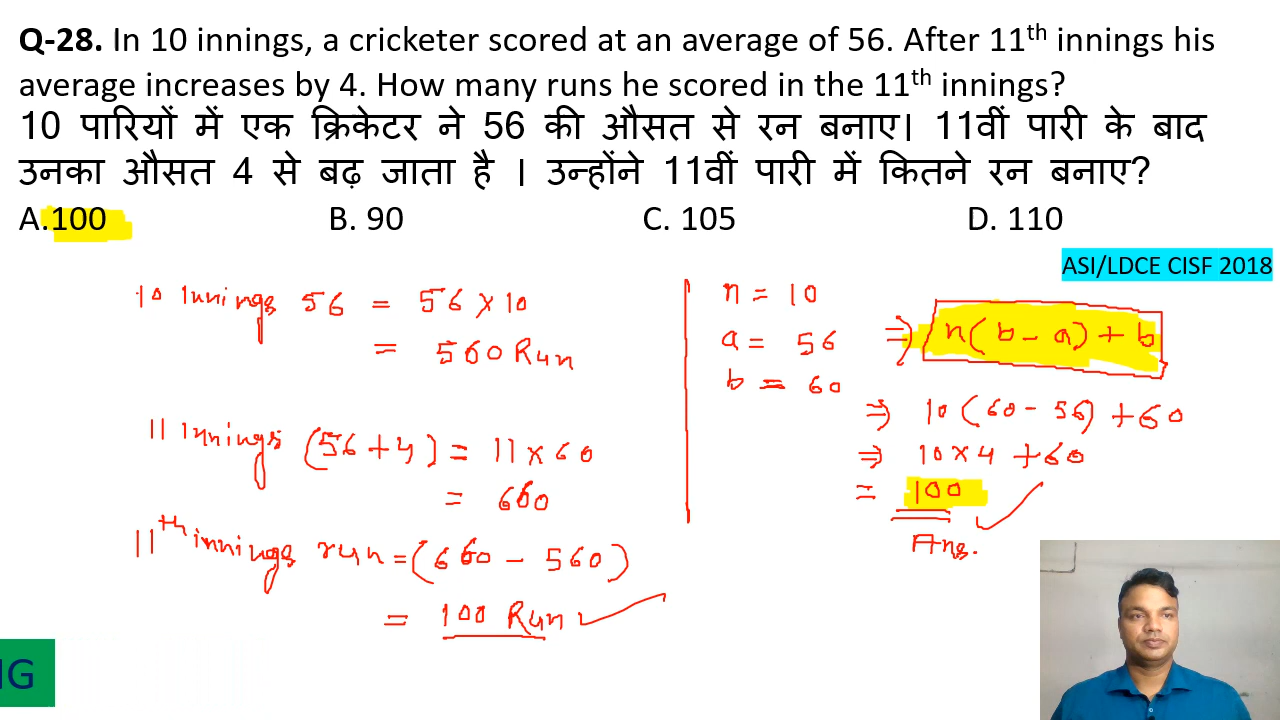 Q-28. In 10 innings, a cricketer scored at an average of 56. After 11th innings his
average increases by 4. How many runs he scored in the 11th innings?
10 पारियों में एक क्रिकेटर ने 56 की औसत से रन बनाए। 11वीं पारी के बाद
उनका औसत 4 से बढ़ जाता है । उन्होंने 11वीं पारी में कितने रन बनाए?
A.100 B. 90 C. 105 D. 110
ASI/LDCE CISF 2018
10 Innings 56 = 56 × 10
= 560 Run
11 Innings (56+4) = 11 × 60
= 660
11th innings run = (660 - 560)
= 100 Run
n = 10
a = 56
b = 60
⇒ n(b - a) + b
⇒ 10 (60 - 56) + 60
⇒ 10 × 4 + 60
= 100
Ans.
NG